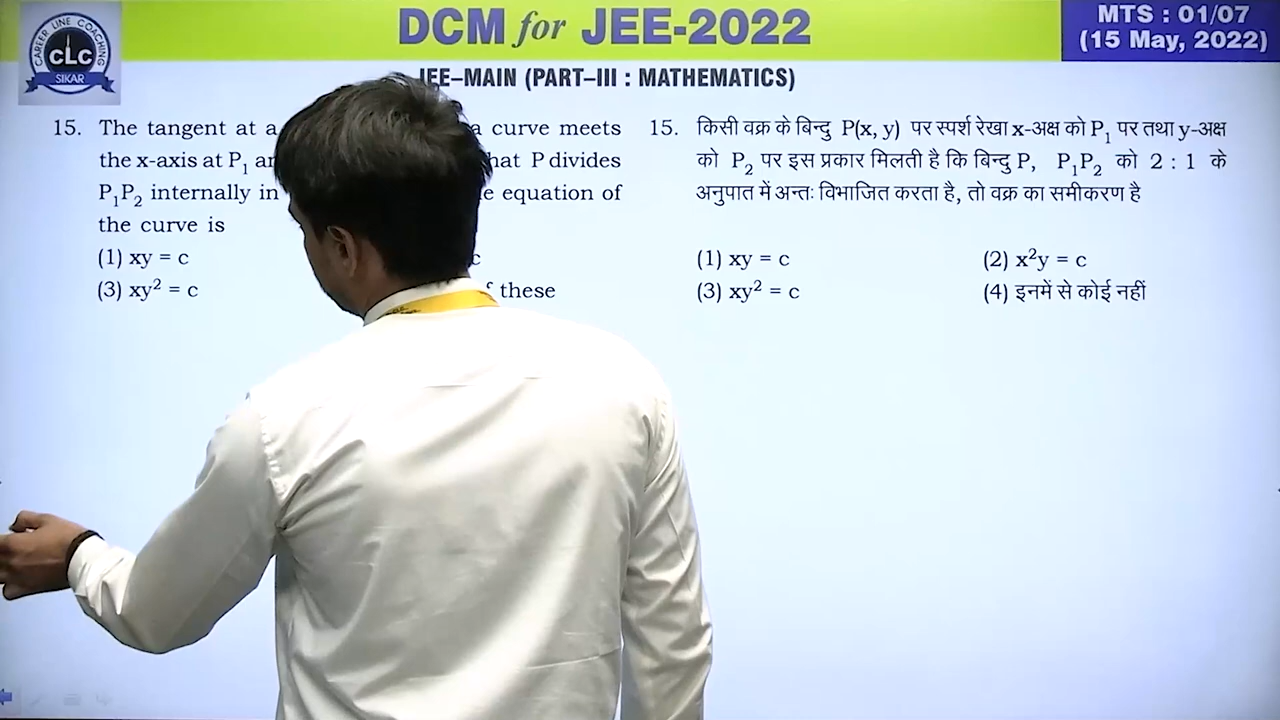 CAREER LINE COACHING
CLC
SIKAR
DCM for JEE-2022
MTS : 01/07
(15 May, 2022)
JEE–MAIN (PART–III : MATHEMATICS)
15. The tangent at a a curve meets
the x-axis at P₁ that P divides
P₁P₂ internally in equation of
the curve is
(1) xy = c c
(3) xy² = c these
15. किसी वक्र के बिन्दु P(x, y) पर स्पर्श रेखा x-अक्ष को P₁ पर तथा y-अक्ष
को P₂ पर इस प्रकार मिलती है कि बिन्दु P, P₁P₂ को 2 : 1 के
अनुपात में अन्तः विभाजित करता है, तो वक्र का समीकरण है
(1) xy = c (2) x²y = c
(3) xy² = c (4) इनमें से कोई नहीं